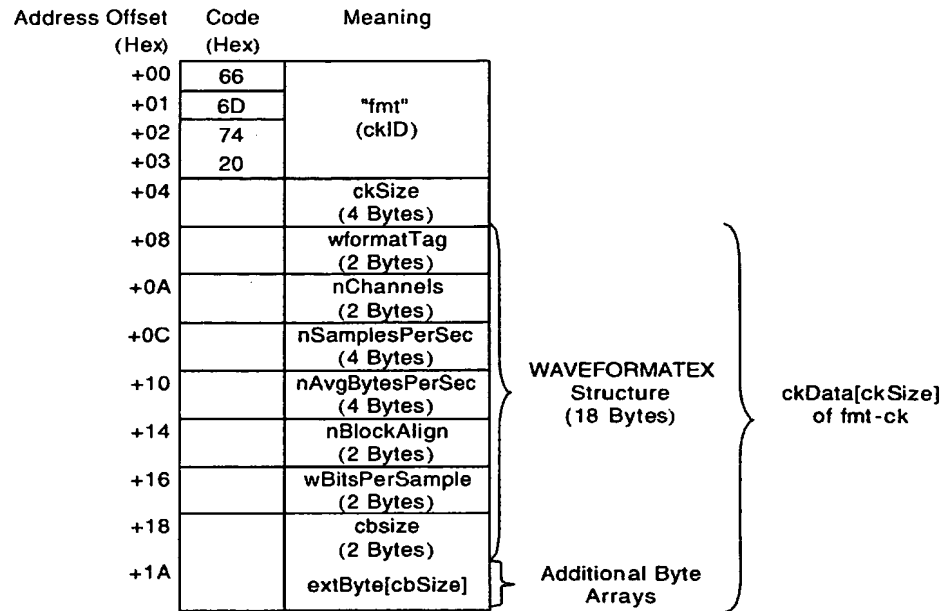 Address Offset Code Meaning
(Hex) (Hex)
+00 66
+01 6D "fmt"
+02 74 (ckID)
+03 20
+04 ckSize
(4 Bytes)
+08 wformatTag
(2 Bytes)
+0A nChannels
(2 Bytes)
+0C nSamplesPerSec
(4 Bytes)
+10 nAvgBytesPerSec
(4 Bytes)
+14 nBlockAlign
(2 Bytes)
+16 wBitsPerSample
(2 Bytes)
+18 cbsize
(2 Bytes)
+1A extByte[cbSize]
WAVEFORMATEX
Structure
(18 Bytes)
Additional Byte
Arrays
ckData[ckSize]
of fmt-ck